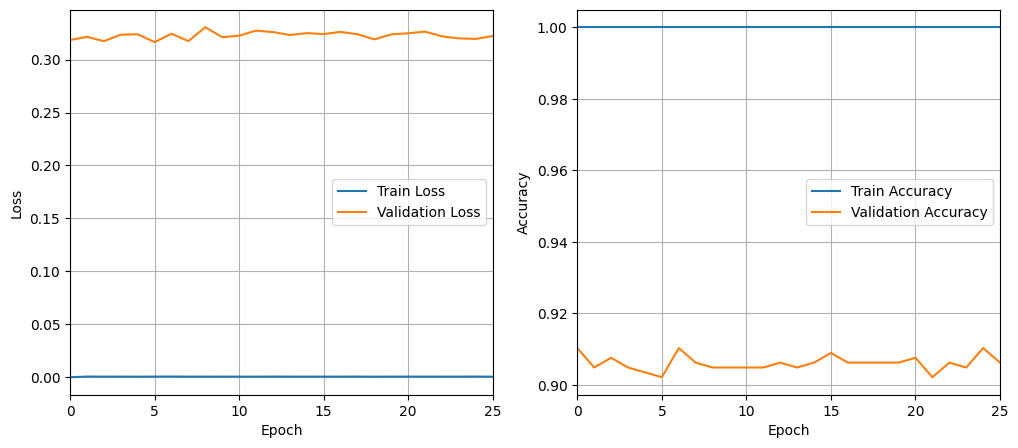 0.30
0.25
0.20
0.15
0.10
0.05
0.00
Loss
0 5 10 15 20 25
Epoch
Train Loss
Validation Loss
1.00
0.98
0.96
0.94
0.92
0.90
Accuracy
0 5 10 15 20 25
Epoch
Train Accuracy
Validation Accuracy